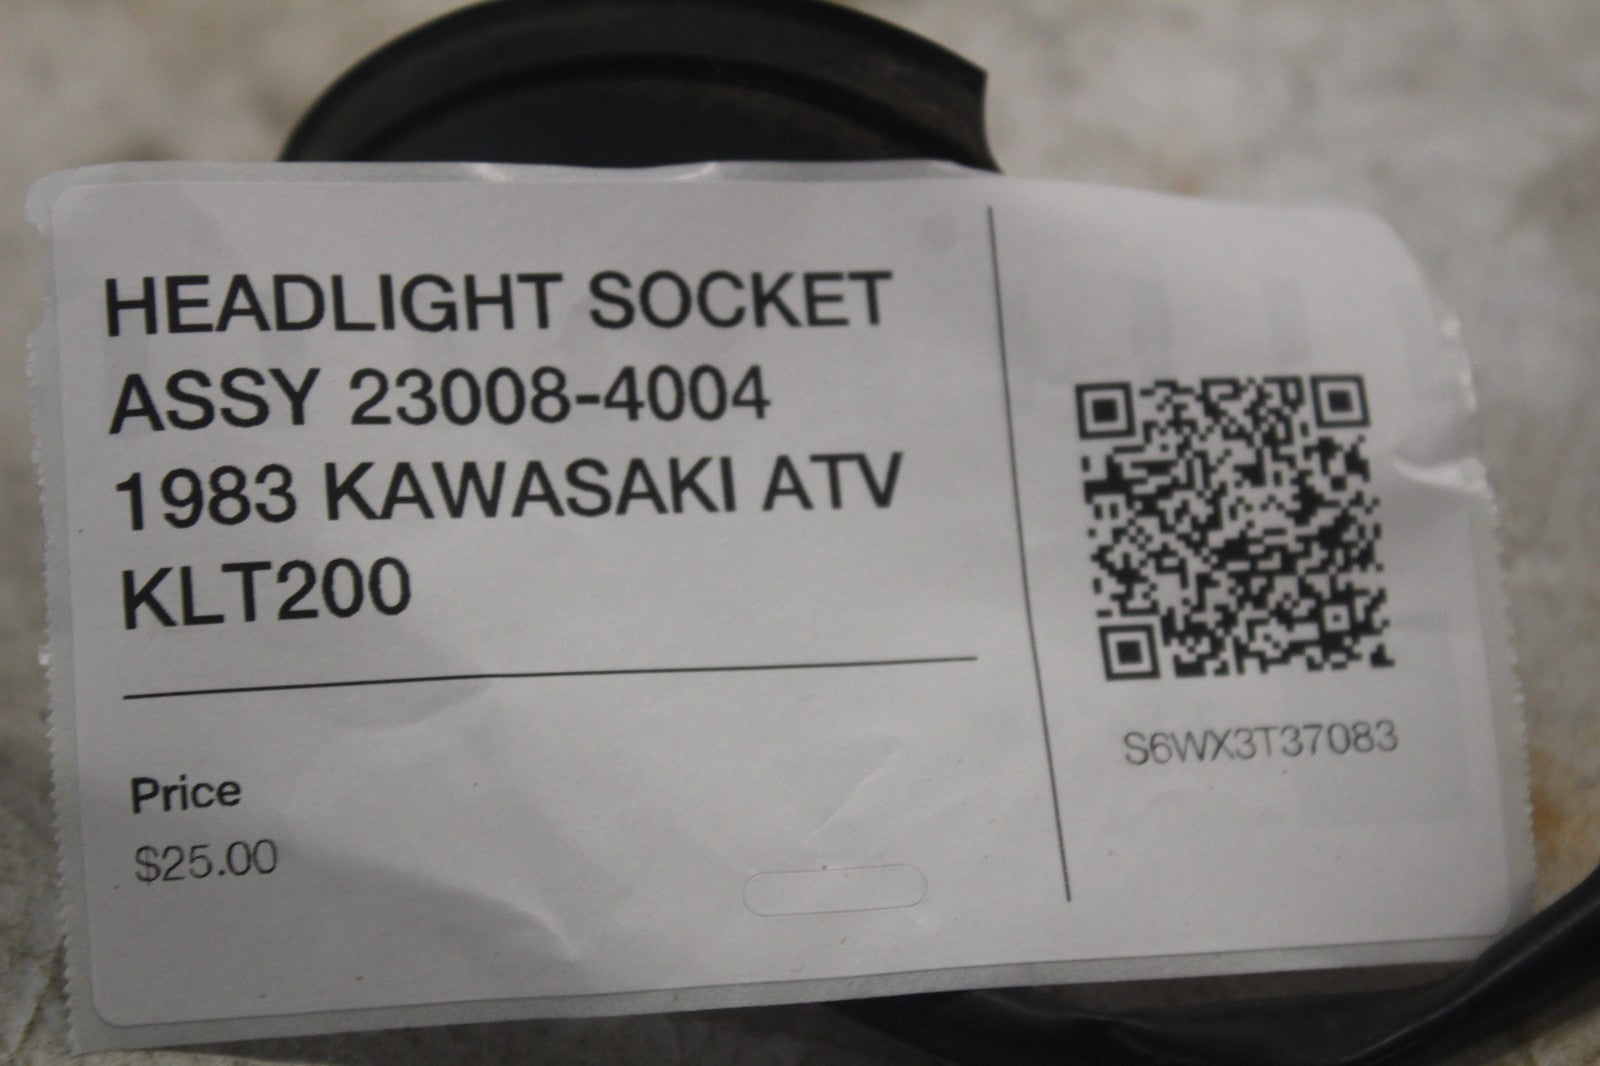 HEADLIGHT SOCKET
ASSY 23008-4004
1983 KAWASAKI ATV
KLT200
Price
$25.00
S6WX3T37083